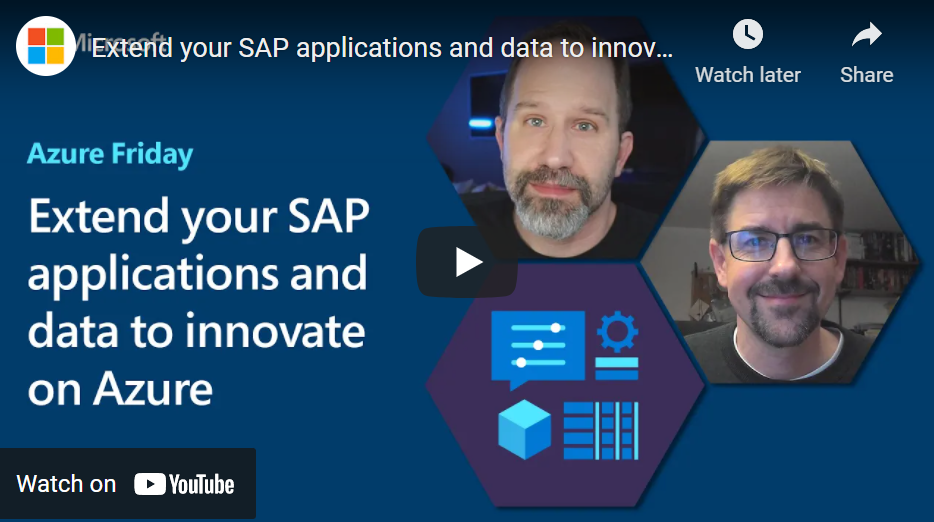 Microsoft
Extend your SAP applications and data to innov...
Watch later
Share
Azure Friday
Extend your SAP
applications and
data to innovate
on Azure
Watch on YouTube